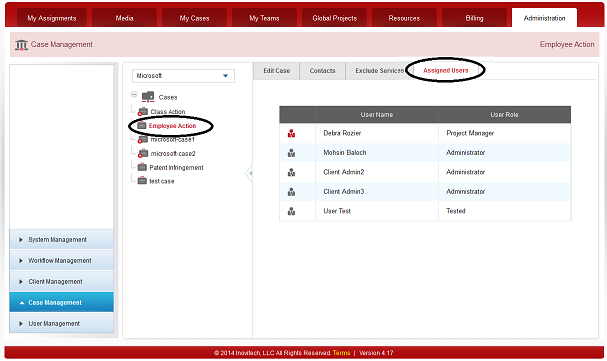 My Assignments Media My Cases My Teams Global Projects Resources Billing Administration
Case Management Employee Action
Microsoft
Cases
Class Action
Employee Action
microsoft-case1
microsoft-case2
Patent Infringement
test case
Edit Case Contacts Exclude Services Assigned Users
User Name User Role
Debra Rozier Project Manager
Mohsin Baloch Administrator
Client Admin2 Administrator
Client Admin3 Administrator
User Test Tested
System Management
Workflow Management
Client Management
Case Management
User Management
© 2014 Inovitech, LLC All Rights Reserved. Terms | Version 4.17